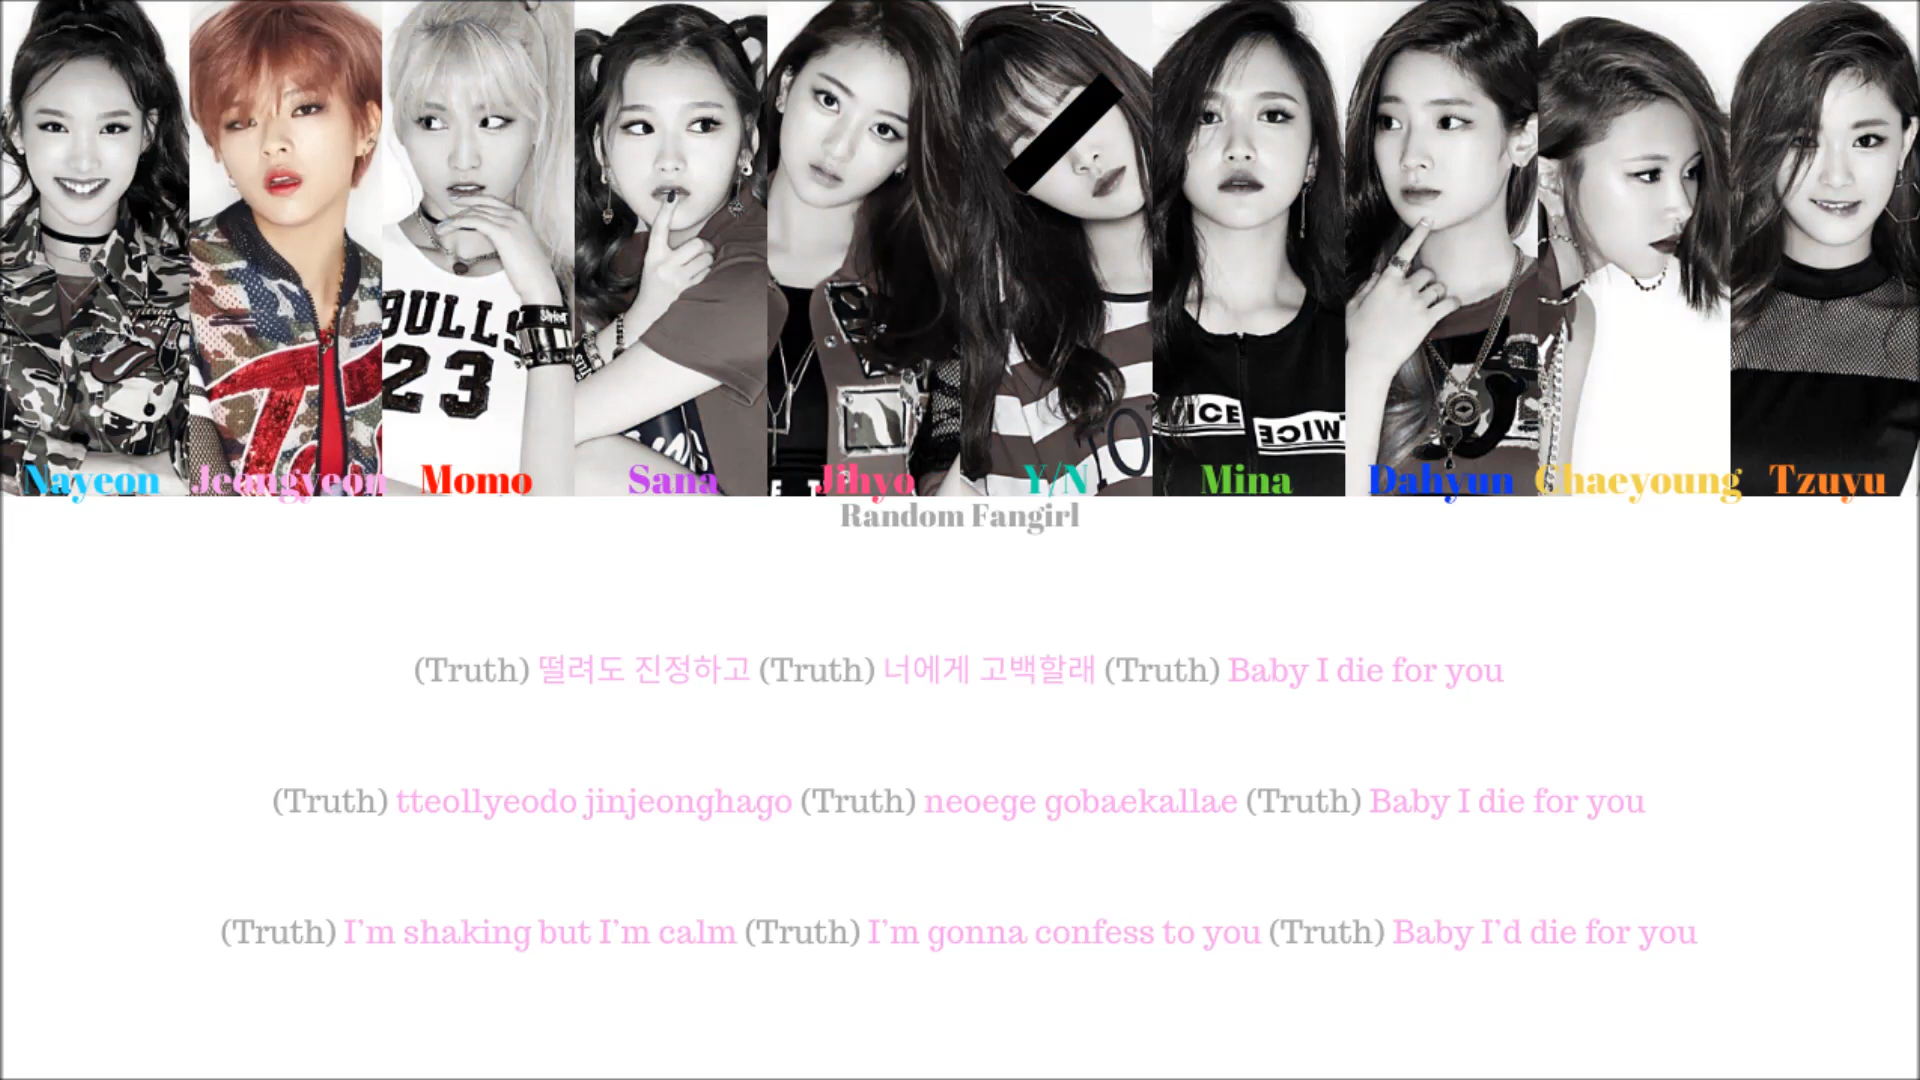 BULLS
23
TWICE
Nayeon Jeongyeon Momo Sana Jihyo Y/N Mina Dahyun Chaeyoung Tzuyu
Random Fangirl
(Truth) 떨려도 진정하고 (Truth) 너에게 고백할래 (Truth) Baby I die for you
(Truth) tteollyeodo jinjeonghago (Truth) neoege gobaekallae (Truth) Baby I die for you
(Truth) I'm shaking but I'm calm (Truth) I'm gonna confess to you (Truth) Baby I'd die for you